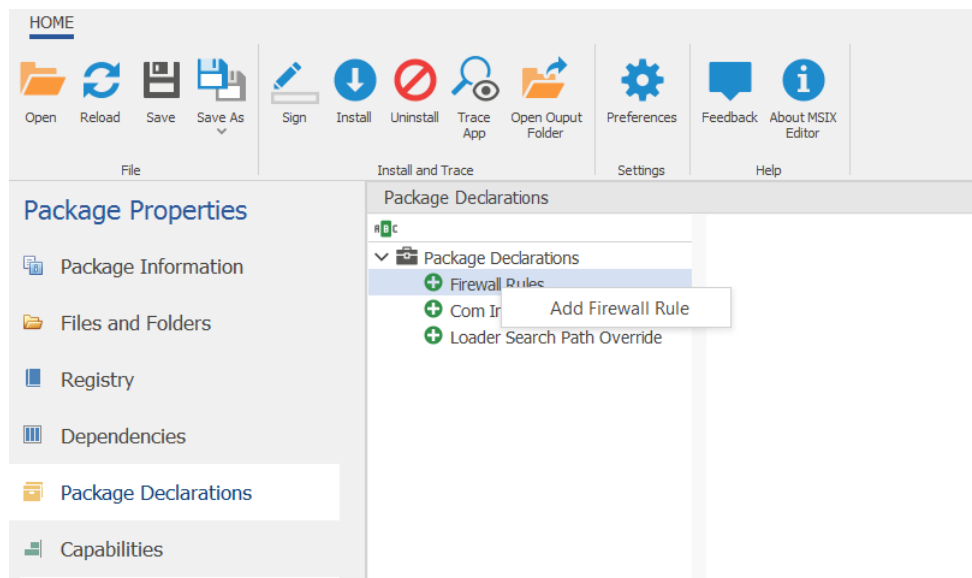 HOME
Open Reload Save Save As Sign Install Uninstall Trace App Open Ouput Folder Preferences Feedback About MSIX Editor
File Install and Trace Settings Help
Package Properties
Package Information
Files and Folders
Registry
Dependencies
Package Declarations
Capabilities
Package Declarations
ABC
Package Declarations
Firewall Rules
Add Firewall Rule
Com
Loader Search Path Override